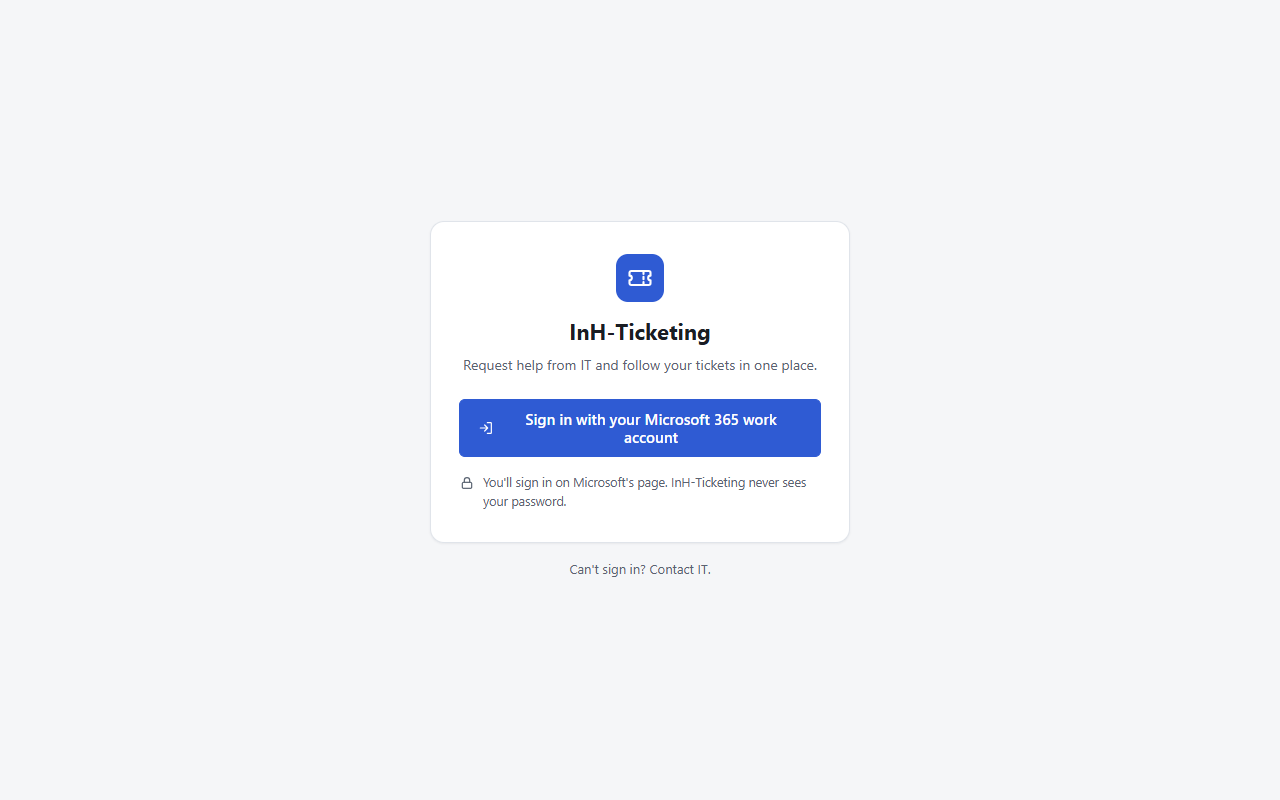 InH-Ticketing
Request help from IT and follow your tickets in one place.
Sign in with your Microsoft 365 work
account
You'll sign in on Microsoft's page. InH-Ticketing never sees
your password.
Can't sign in? Contact IT.